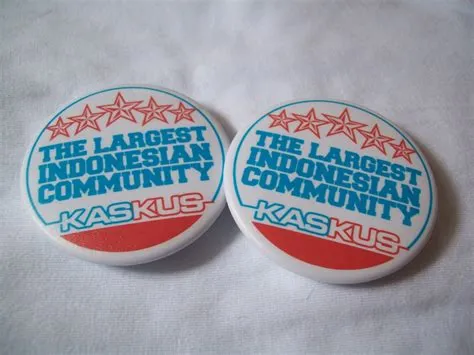 THE LARGEST
INDONESIAN
COMMUNITY
KASKUS
THE LARGEST
INDONESIAN
COMMUNITY
KASKUS